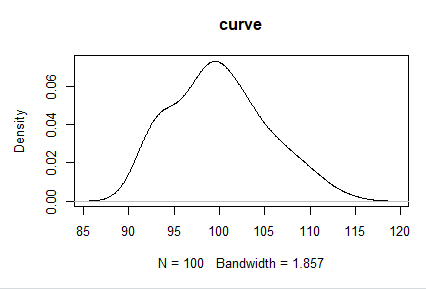 curve
Density
0.00 0.02 0.04 0.06
85 90 95 100 105 110 115 120
N = 100 Bandwidth = 1.857